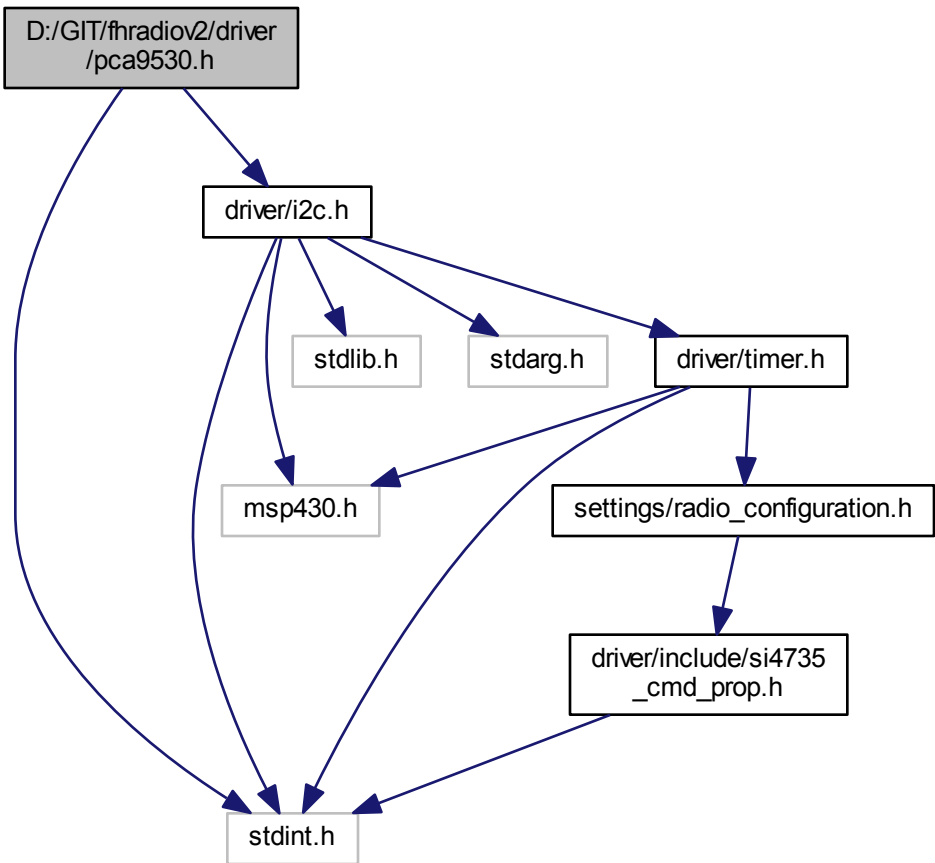 D:/GIT/fhradiov2/driver
/pca9530.h
driver/i2c.h
stdlib.h
stdarg.h
driver/timer.h
msp430.h
settings/radio_configuration.h
driver/include/si4735
_cmd_prop.h
stdint.h